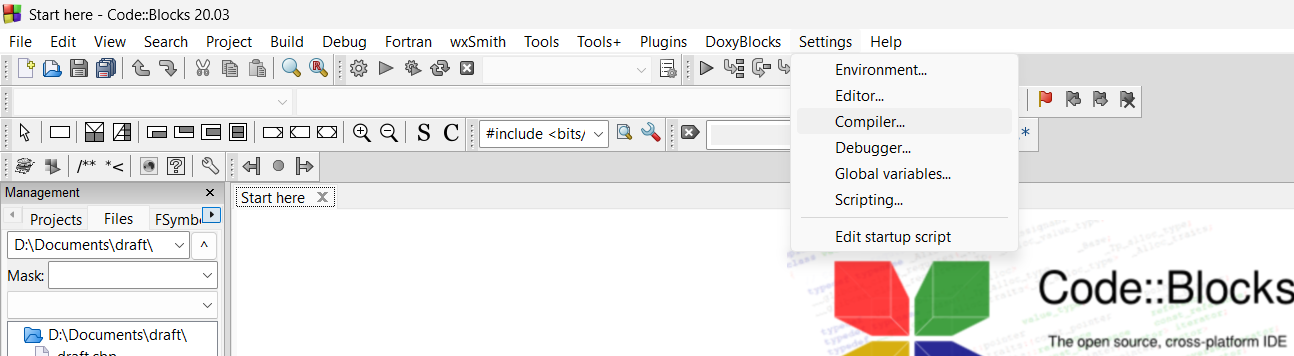 Start here - Code::Blocks 20.03
File Edit View Search Project Build Debug Fortran wxSmith Tools Tools+ Plugins DoxyBlocks Settings Help
Environment...
Editor...
Compiler...
Debugger...
Global variables...
Scripting...
Edit startup script
S C #include <bits/
/** *<
Management
Projects Files FSymb
Start here
D:\Documents\draft\
Mask:
D:\Documents\draft\
draft.cbp
Code::Blocks
The open source, cross-platform IDE